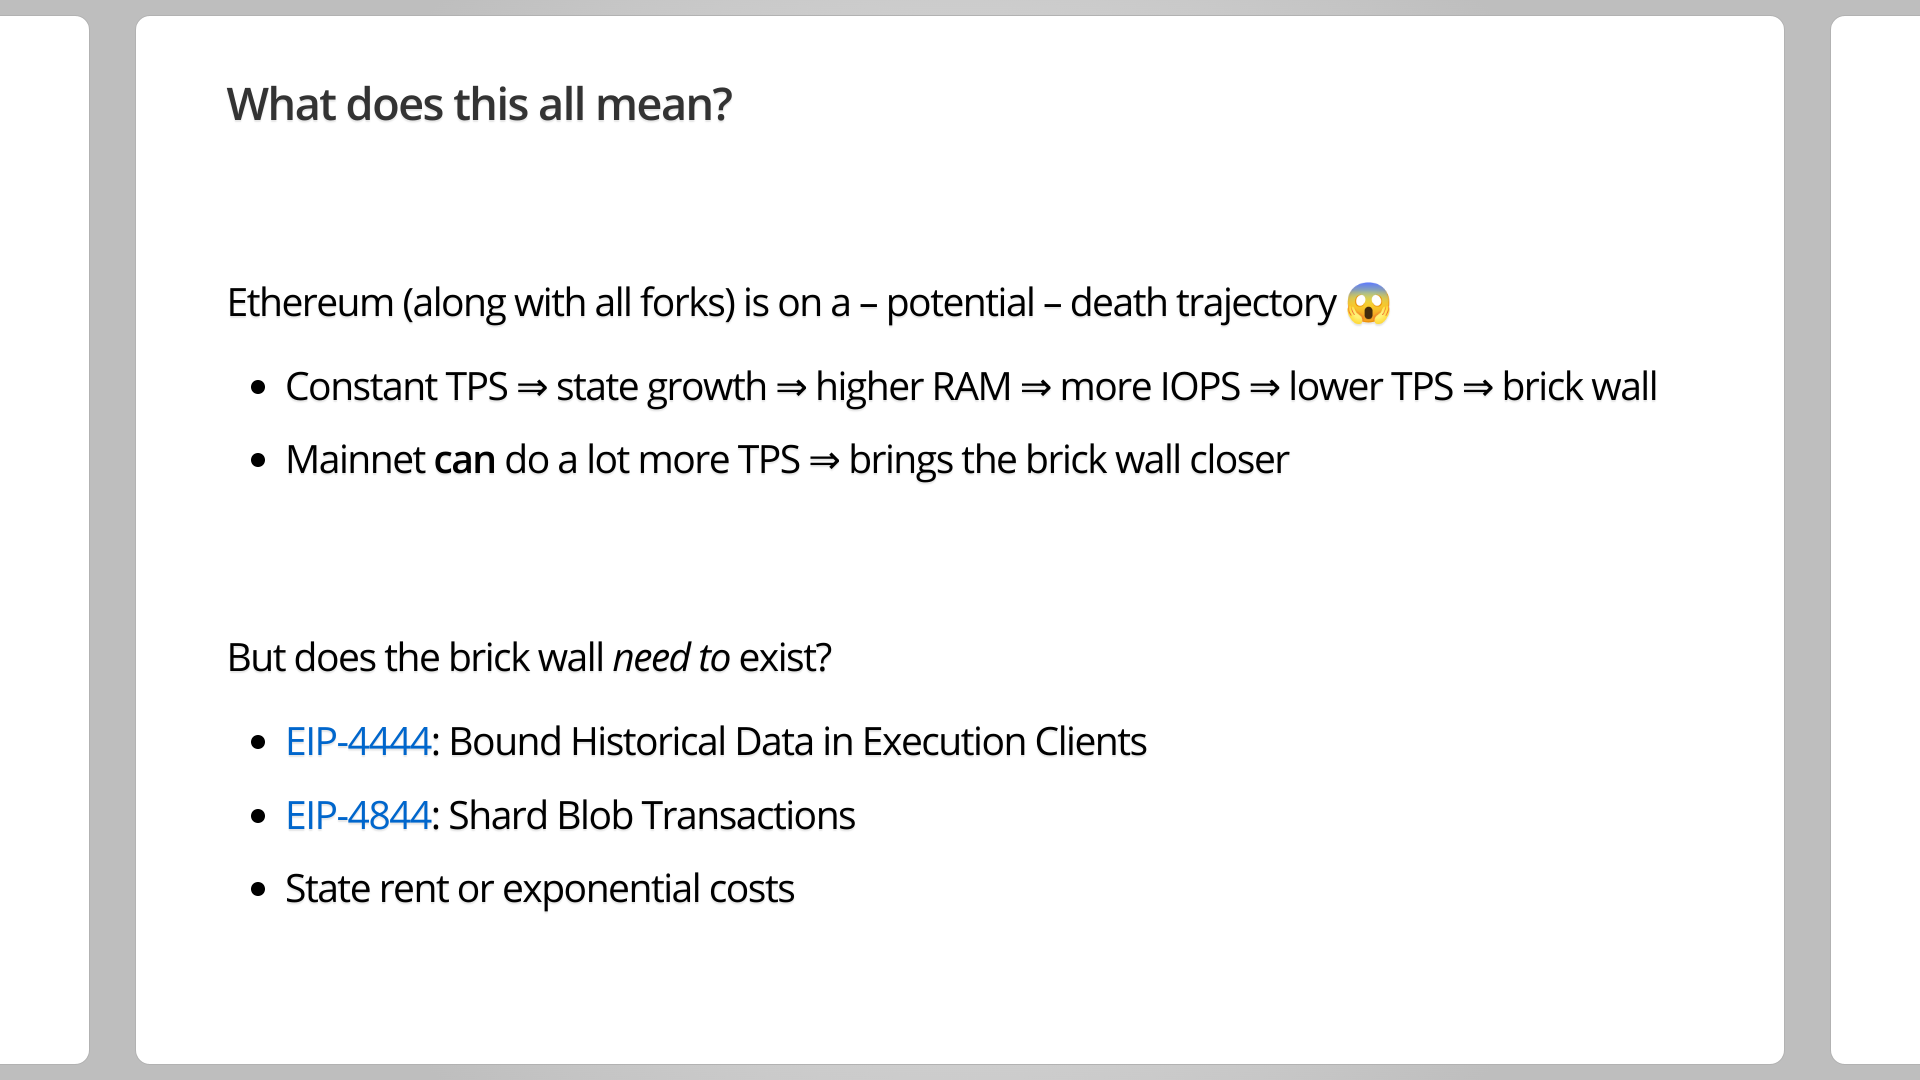 What does this all mean?
Ethereum (along with all forks) is on a – potential – death trajectory 😱
• Constant TPS ⇒ state growth ⇒ higher RAM ⇒ more IOPS ⇒ lower TPS ⇒ brick wall
• Mainnet can do a lot more TPS ⇒ brings the brick wall closer
But does the brick wall need to exist?
• EIP-4444: Bound Historical Data in Execution Clients
• EIP-4844: Shard Blob Transactions
• State rent or exponential costs